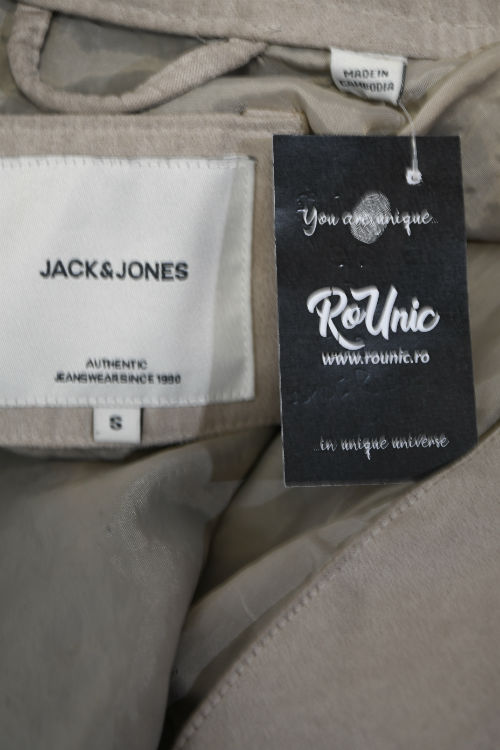 MADE IN
CAMBODIA
JACK&JONES
AUTHENTIC
JEANSWEAR SINCE 1990
S
You are unique...
RoUnic
www.rounic.ro
...in unique universe